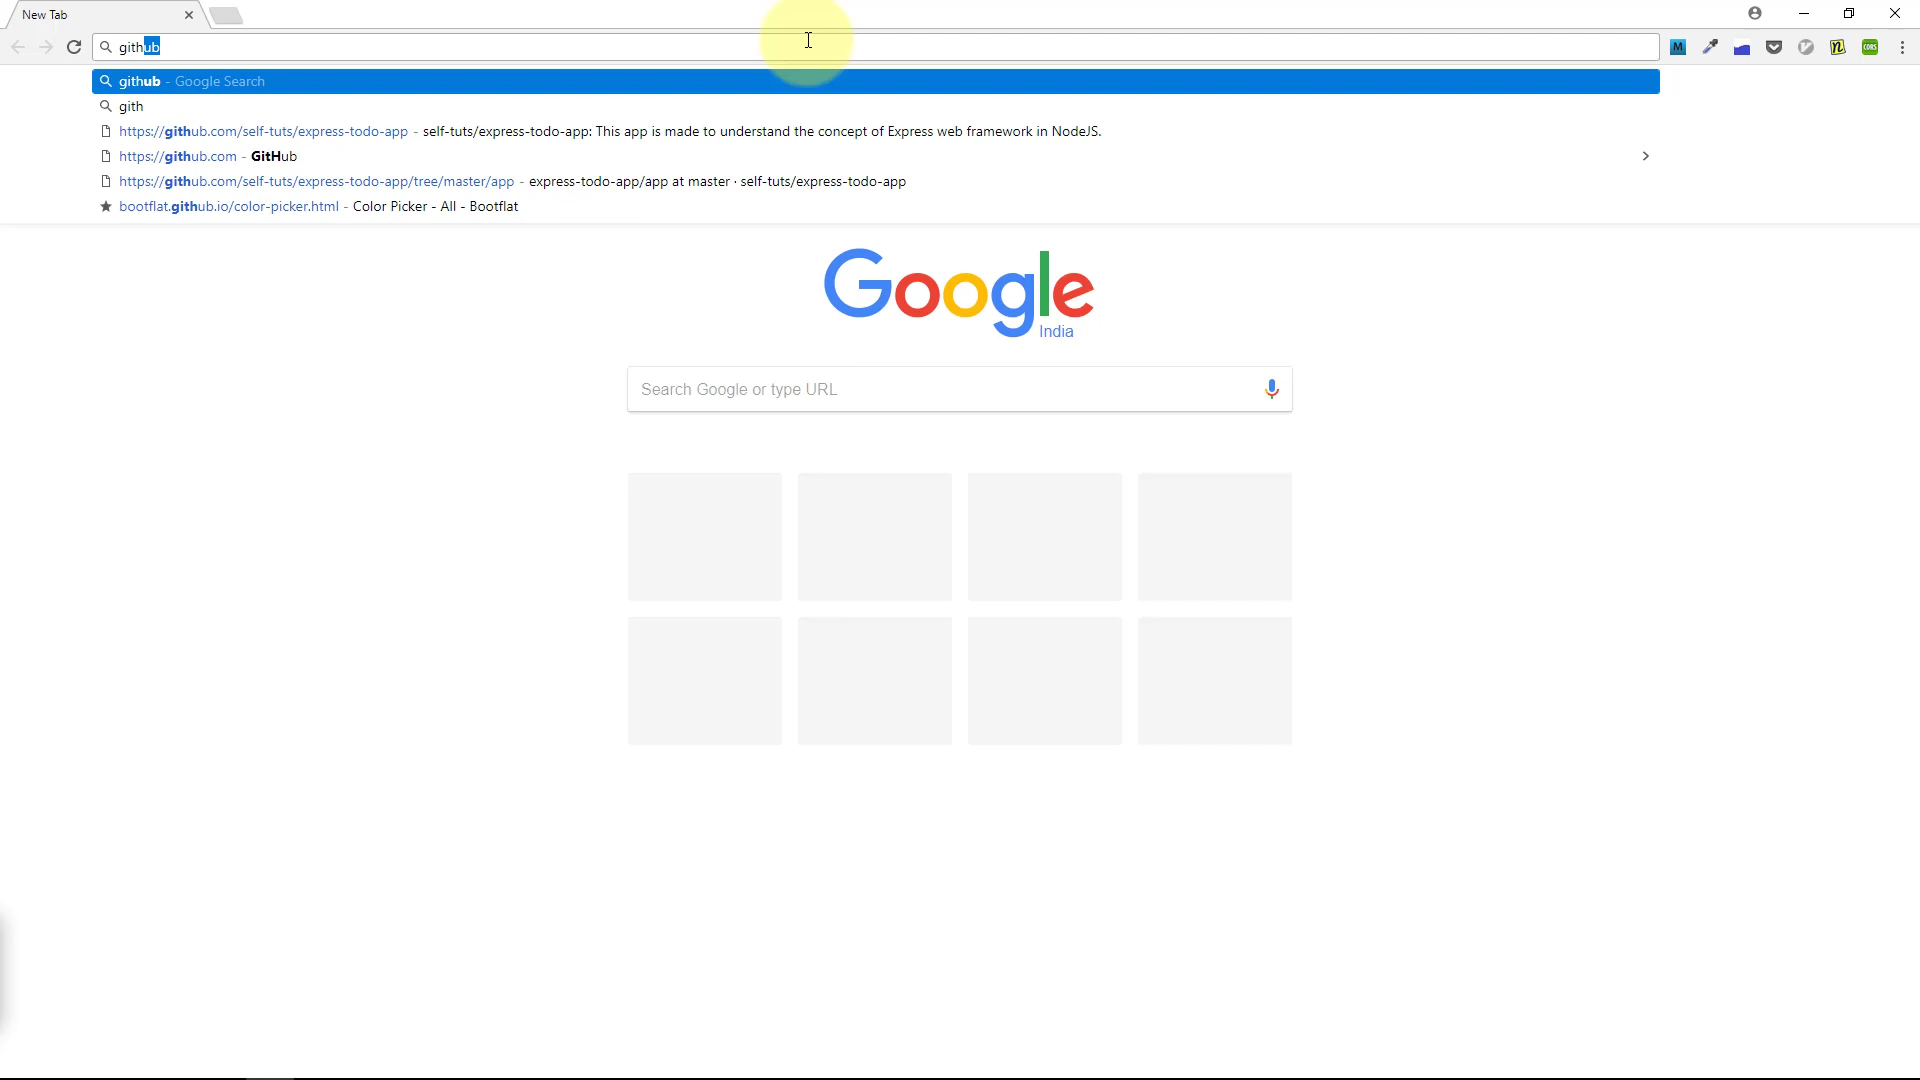 New Tab
github
github - Google Search
gith
https://github.com/self-tuts/express-todo-app - self-tuts/express-todo-app: This app is made to understand the concept of Express web framework in NodeJS.
https://github.com - GitHub
https://github.com/self-tuts/express-todo-app/tree/master/app - express-todo-app/app at master · self-tuts/express-todo-app
bootflat.github.io/color-picker.html - Color Picker - All - Bootflat
M
n
CORS
Google
India
Search Google or type URL